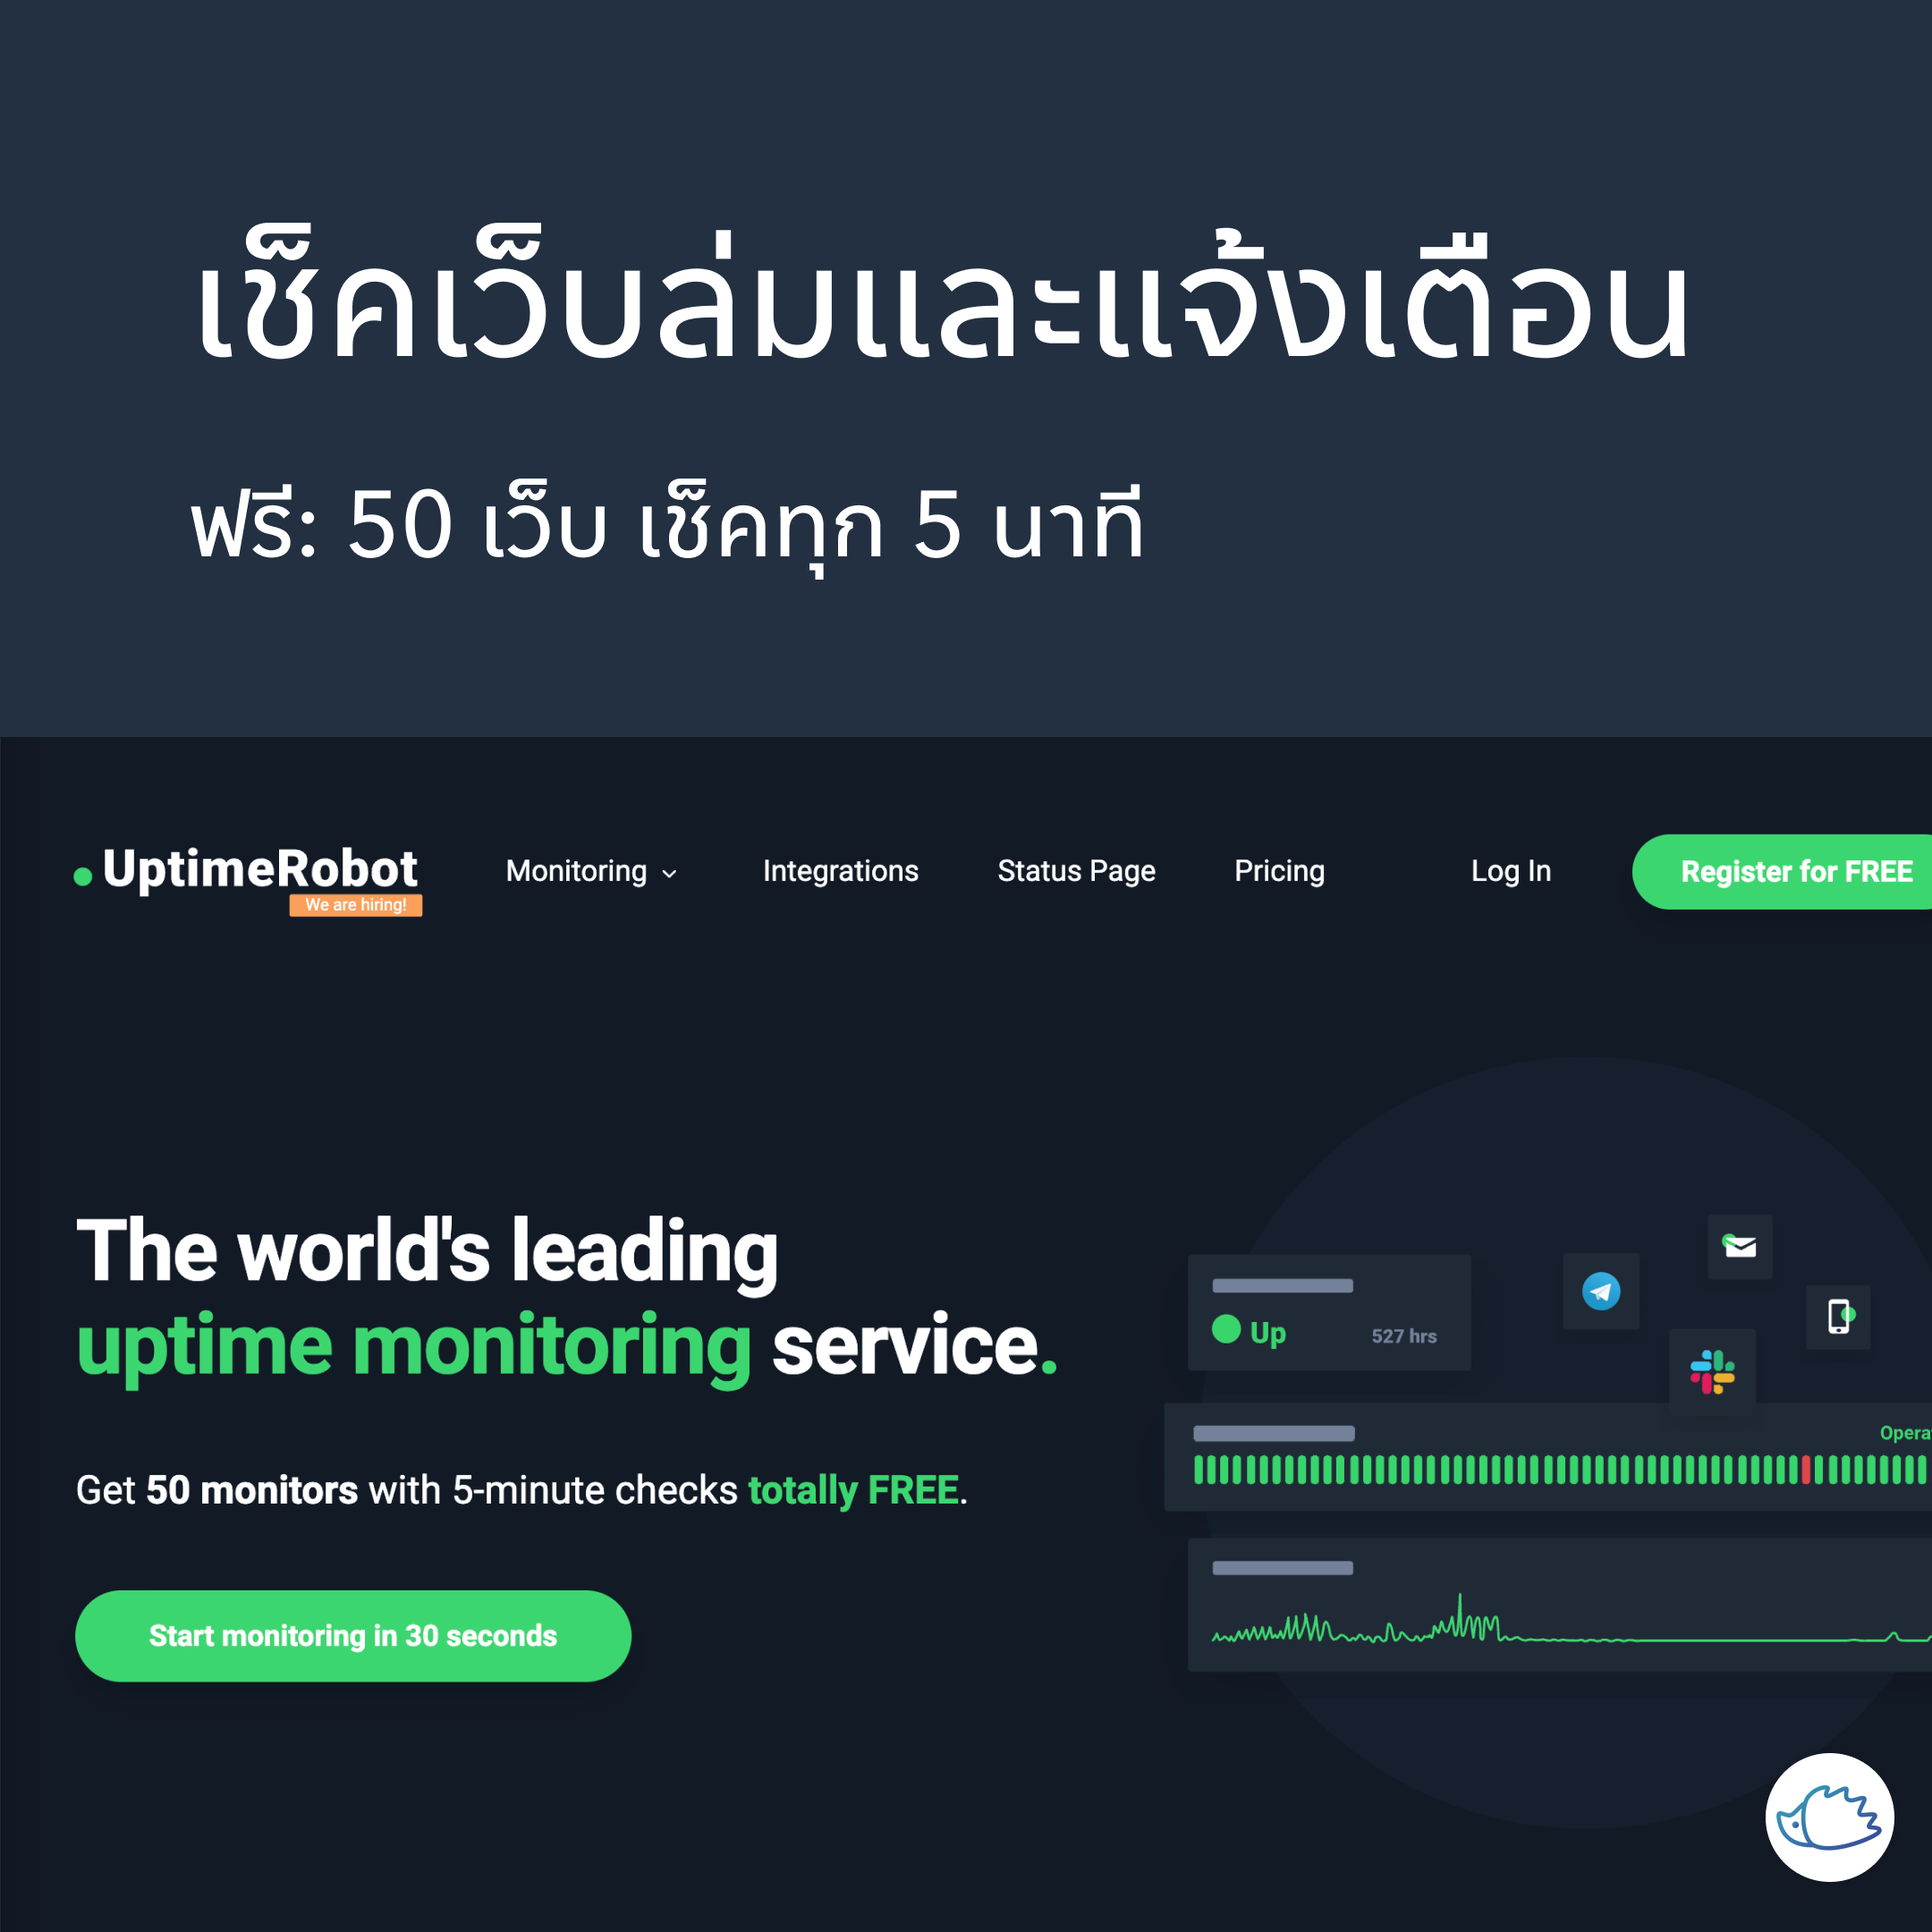 เช็คเว็บล่มและแจ้งเตือน
ฟรี: 50 เว็บ เช็คทุก 5 นาที
UptimeRobot
We are hiring!
Monitoring
Integrations
Status Page
Pricing
Log In
Register for FREE
The world's leading
uptime monitoring service.
Get 50 monitors with 5-minute checks totally FREE.
Start monitoring in 30 seconds
Up
527 hrs
Opera